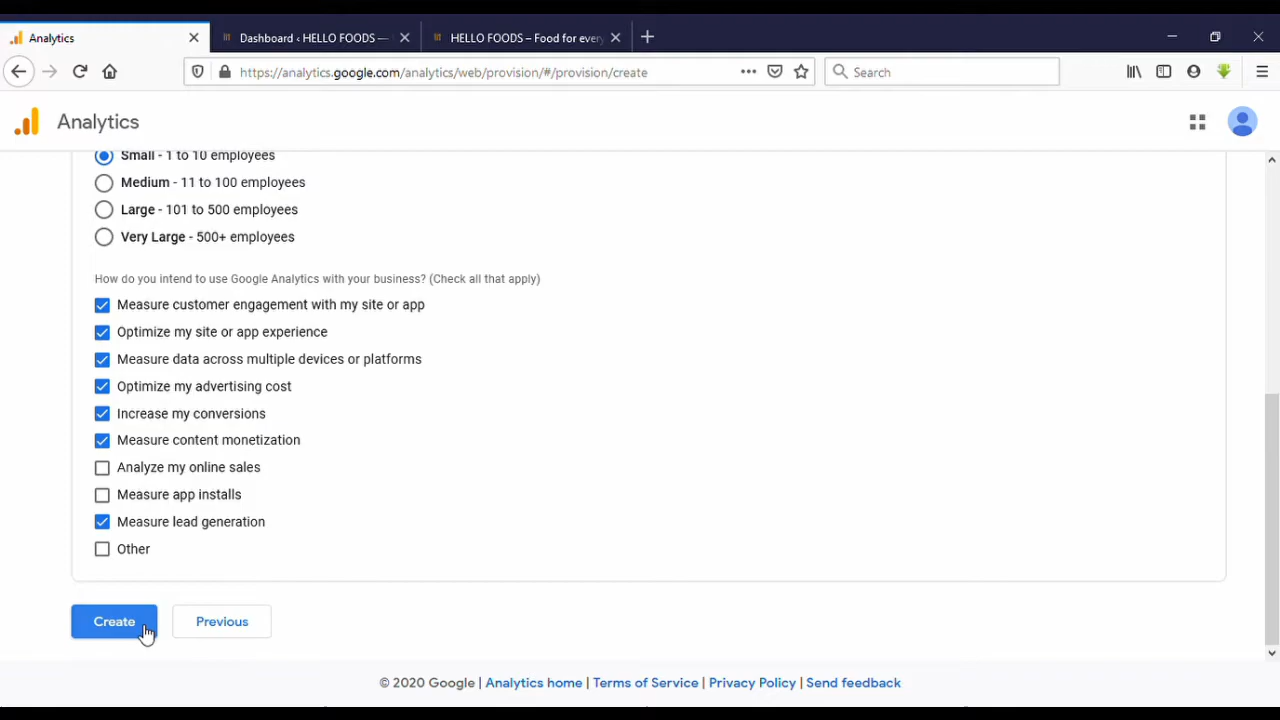 Analytics
Dashboard ‹ HELLO FOODS —
HELLO FOODS – Food for every
https://analytics.google.com/analytics/web/provision/#/provision/create
Search
Analytics
Small - 1 to 10 employees
Medium - 11 to 100 employees
Large - 101 to 500 employees
Very Large - 500+ employees
How do you intend to use Google Analytics with your business? (Check all that apply)
Measure customer engagement with my site or app
Optimize my site or app experience
Measure data across multiple devices or platforms
Optimize my advertising cost
Increase my conversions
Measure content monetization
Analyze my online sales
Measure app installs
Measure lead generation
Other
Create
Previous
© 2020 Google | Analytics home | Terms of Service | Privacy Policy | Send feedback